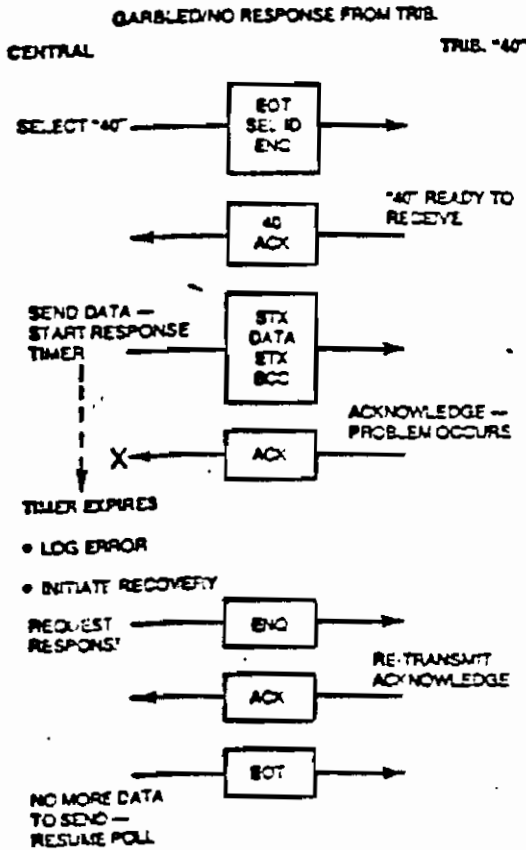 GARBLED/NO RESPONSE FROM TRIB.
CENTRAL
TRIB. "40"
SELECT "40"
EOT
SEL ID
ENQ
"40" READY TO
RECEIVE
40
ACK
SEND DATA —
START RESPONSE
TIMER
STX
DATA
ETX
BCC
ACKNOWLEDGE —
PROBLEM OCCURS
X
ACK
TIMER EXPIRES
• LOG ERROR
• INITIATE RECOVERY
REQUEST
RESPONSE
ENQ
RE-TRANSMIT
ACKNOWLEDGE
ACK
EOT
NO MORE DATA
TO SEND —
RESUME POLL